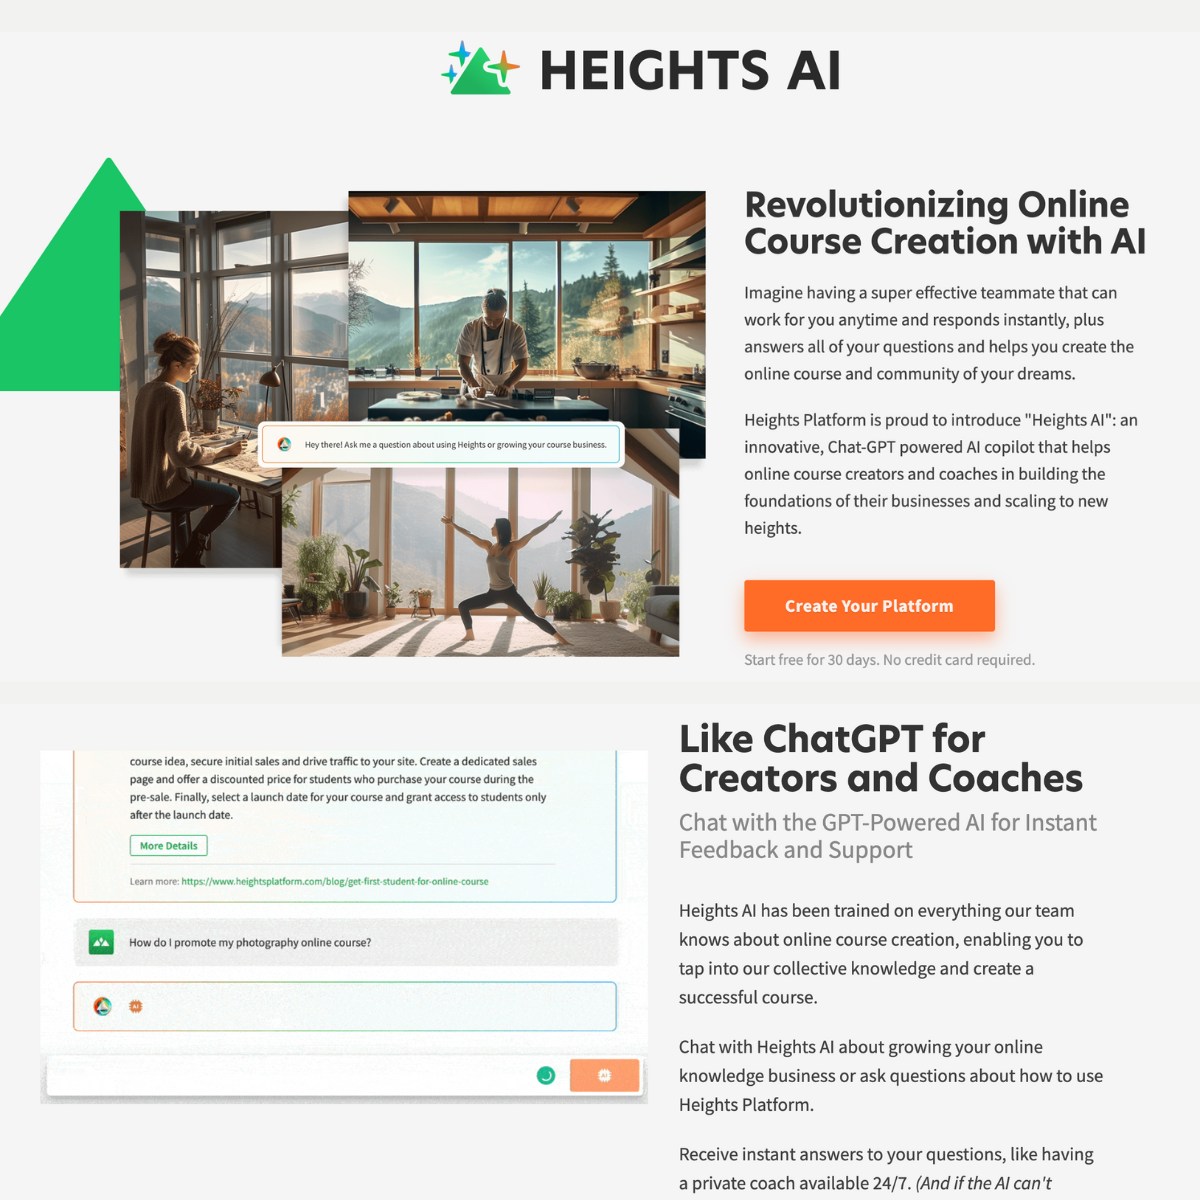 HEIGHTS AI
Revolutionizing Online
Course Creation with AI
Imagine having a super effective teammate that can
work for you anytime and responds instantly, plus
answers all of your questions and helps you create the
online course and community of your dreams.
Heights Platform is proud to introduce "Heights AI": an
innovative, Chat-GPT powered AI copilot that helps
online course creators and coaches in building the
foundations of their businesses and scaling to new
heights.
Hey there! Ask me a question about using Heights or growing your course business.
Create Your Platform
Start free for 30 days. No credit card required.
course idea, secure initial sales and drive traffic to your site. Create a dedicated sales
page and offer a discounted price for students who purchase your course during the
pre-sale. Finally, select a launch date for your course and grant access to students only
after the launch date.
More Details
Learn more: https://www.heightsplatform.com/blog/get-first-student-for-online-course
How do I promote my photography online course?
AI
AI
Like ChatGPT for
Creators and Coaches
Chat with the GPT-Powered AI for Instant
Feedback and Support
Heights AI has been trained on everything our team
knows about online course creation, enabling you to
tap into our collective knowledge and create a
successful course.
Chat with Heights AI about growing your online
knowledge business or ask questions about how to use
Heights Platform.
Receive instant answers to your questions, like having
a private coach available 24/7. (And if the AI can't